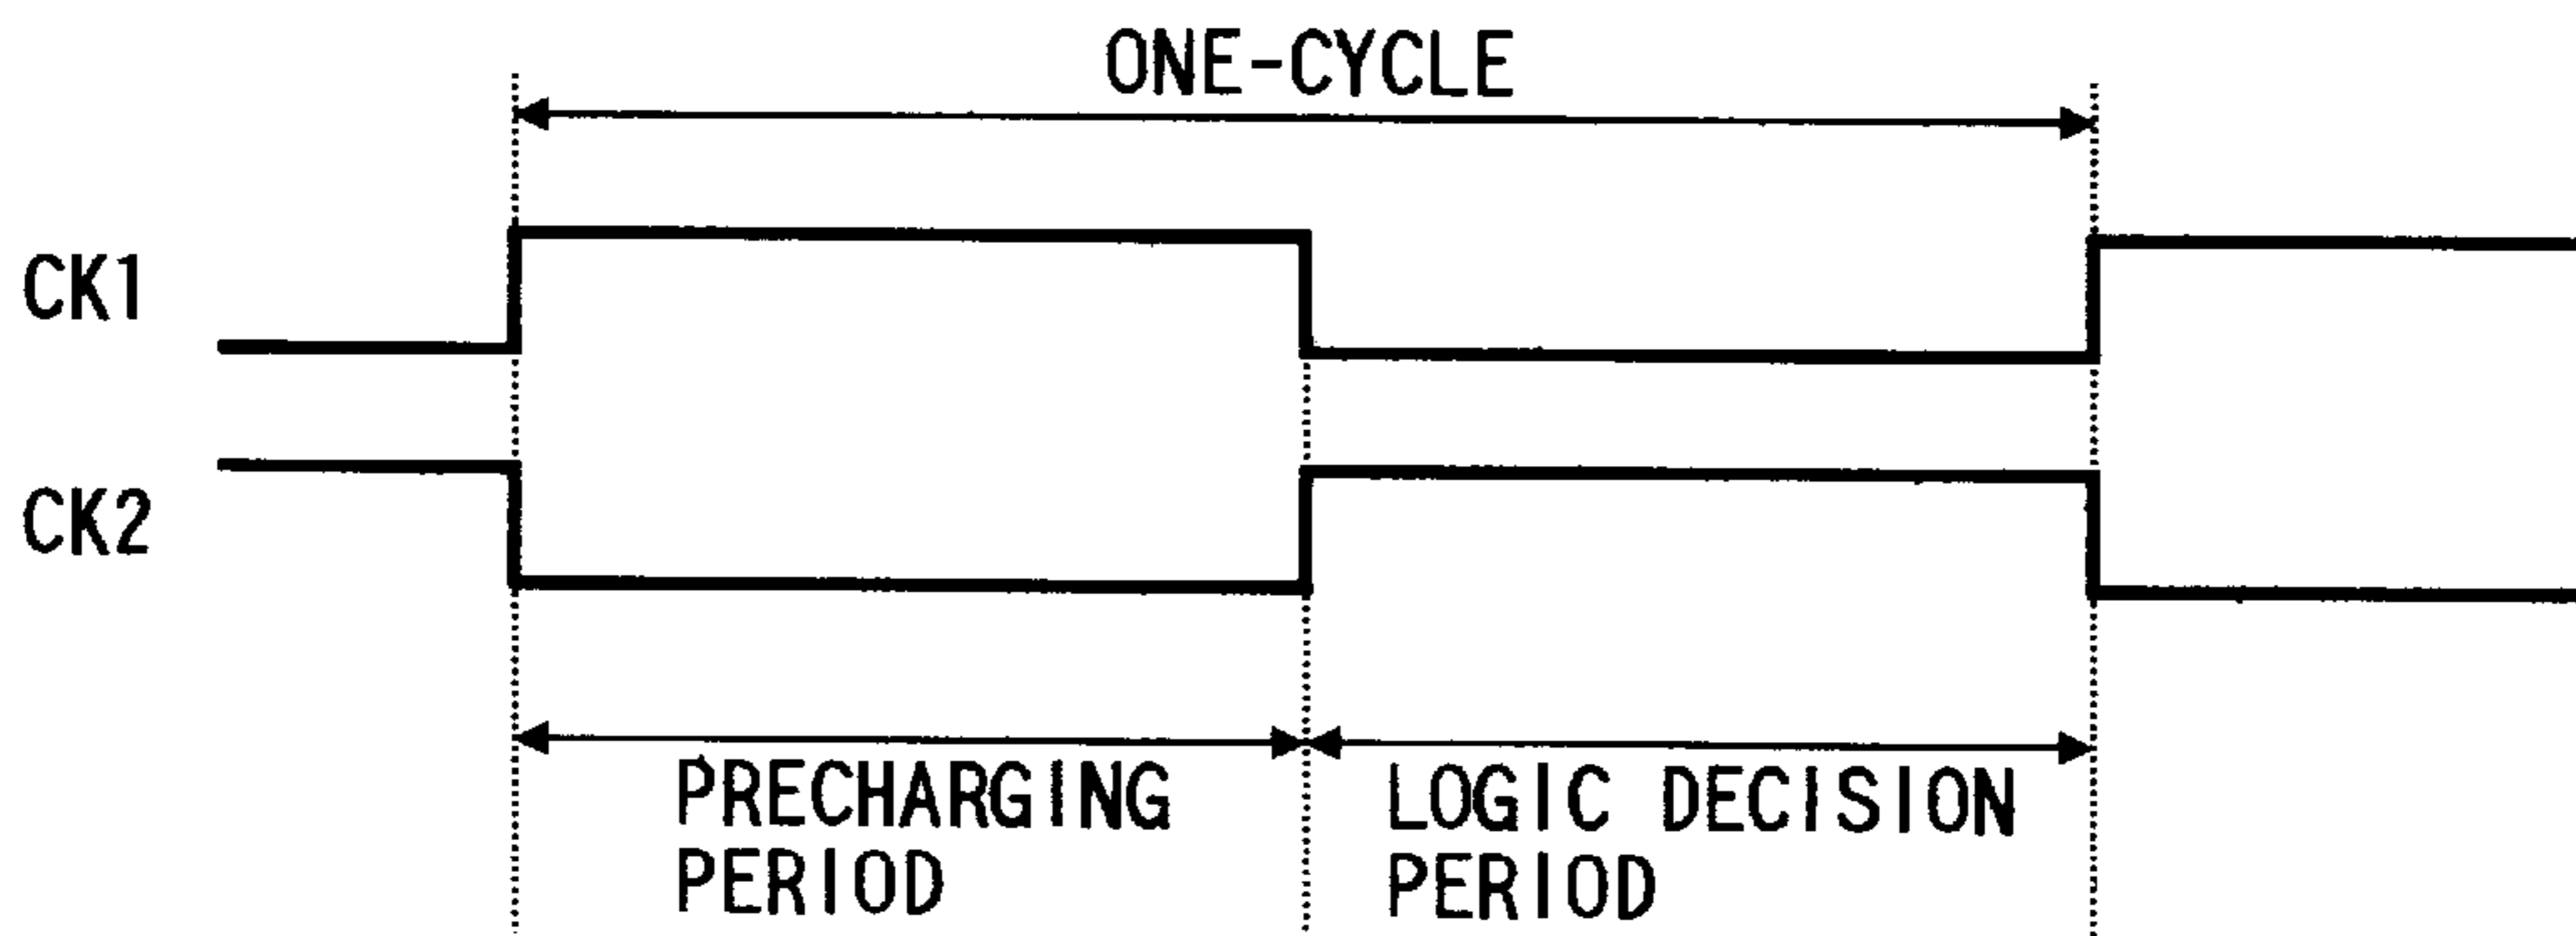 ONE-CYCLE
CK1
CK2
PRECHARGING
PERIOD
LOGIC DECISION
PERIOD